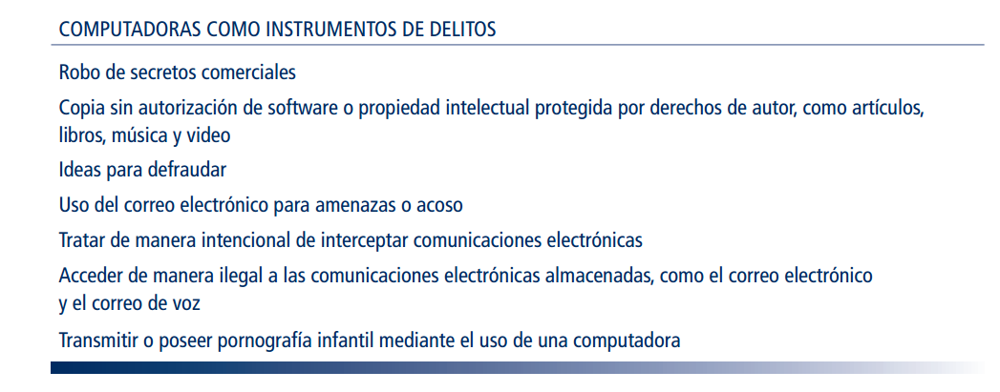 COMPUTADORAS COMO INSTRUMENTOS DE DELITOS
Robo de secretos comerciales
Copia sin autorización de software o propiedad intelectual protegida por derechos de autor, como artículos,
libros, música y video
Ideas para defraudar
Uso del correo electrónico para amenazas o acoso
Tratar de manera intencional de interceptar comunicaciones electrónicas
Acceder de manera ilegal a las comunicaciones electrónicas almacenadas, como el correo electrónico
y el correo de voz
Transmitir o poseer pornografía infantil mediante el uso de una computadora